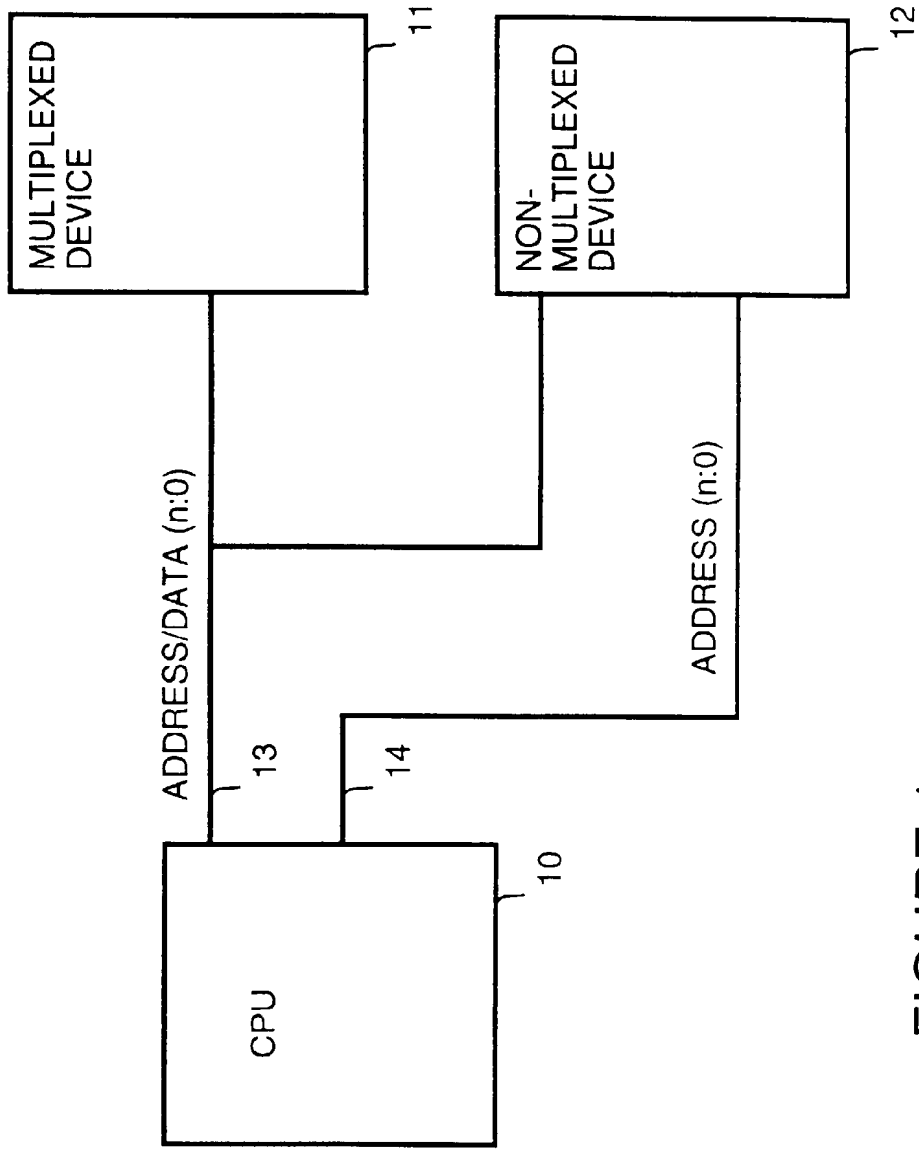 MULTIPLEXED
DEVICE
11
NON-
MULTIPLEXED
DEVICE
12
ADDRESS/DATA (n:0)
ADDRESS (n:0)
13
14
CPU
10